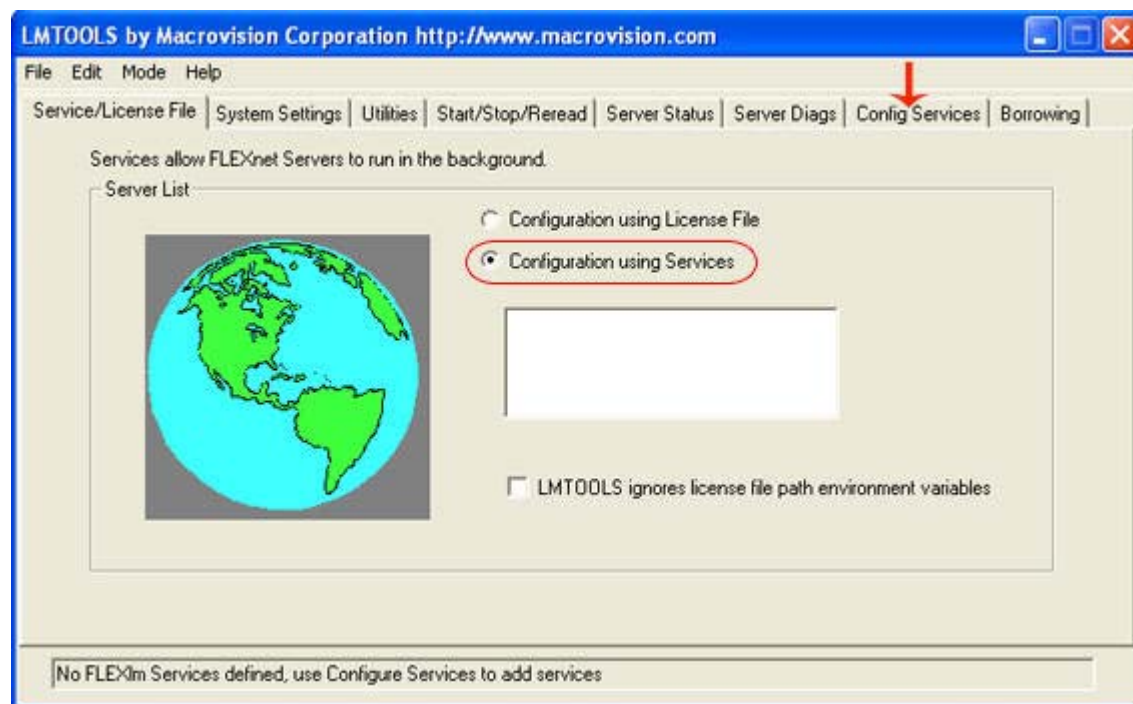 LMTOOLS by Macrovision Corporation http://www.macrovision.com
File Edit Mode Help
Service/License File System Settings Utilities Start/Stop/Reread Server Status Server Diags Config Services Borrowing
Services allow FLEXnet Servers to run in the background.
Server List
Configuration using License File
Configuration using Services
LMTOOLS ignores license file path environment variables
No FLEXlm Services defined, use Configure Services to add services